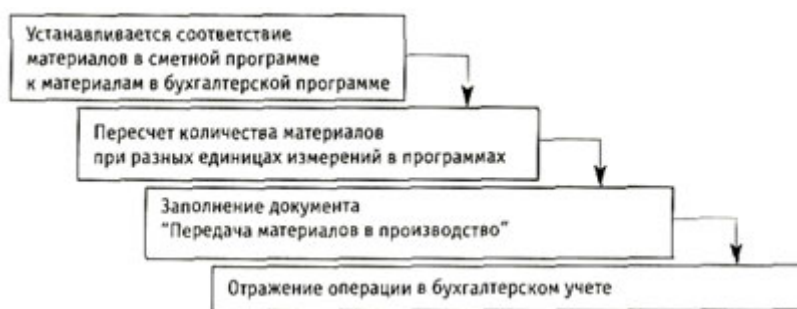 Устанавливается соответствие
материалов в сметной программе
к материалам в бухгалтерской программе
Пересчет количества материалов
при разных единицах измерений в программах
Заполнение документа
"Передача материалов в производство"
Отражение операции в бухгалтерском учете